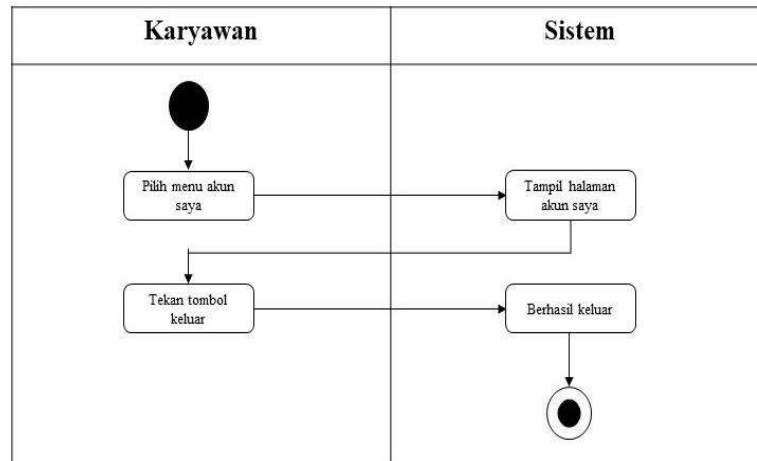 Karyawan
Sistem
Pilih menu akun
saya
Tampil halaman
akun saya
Tekan tombol
keluar
Berhasil keluar